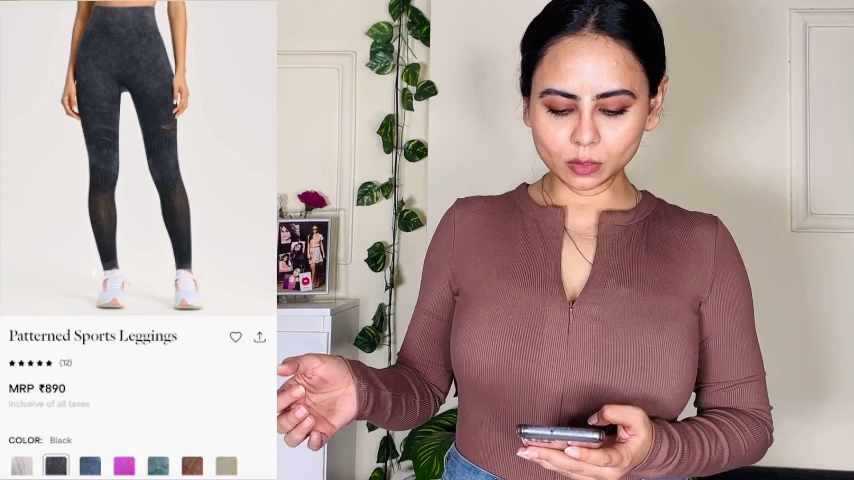 Patterned Sports Leggings
★★★★★ (12)
MRP ₹890
Inclusive of all taxes
COLOR: Black